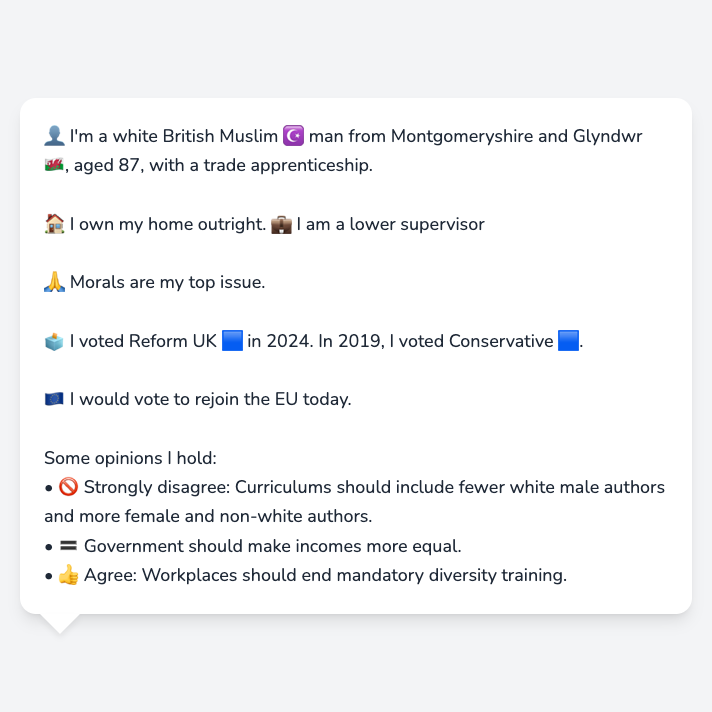 👤 I'm a white British Muslim ☪️ man from Montgomeryshire and Glyndwr
🏴󠁧󠁢󠁷󠁬󠁳󠁿, aged 87, with a trade apprenticeship.
🏠 I own my home outright. 💼 I am a lower supervisor
🙏 Morals are my top issue.
🗳️ I voted Reform UK 🟦 in 2024. In 2019, I voted Conservative 🟦.
🇪🇺 I would vote to rejoin the EU today.
Some opinions I hold:
• 🚫 Strongly disagree: Curriculums should include fewer white male authors
and more female and non-white authors.
• 🟰 Government should make incomes more equal.
• 👍 Agree: Workplaces should end mandatory diversity training.